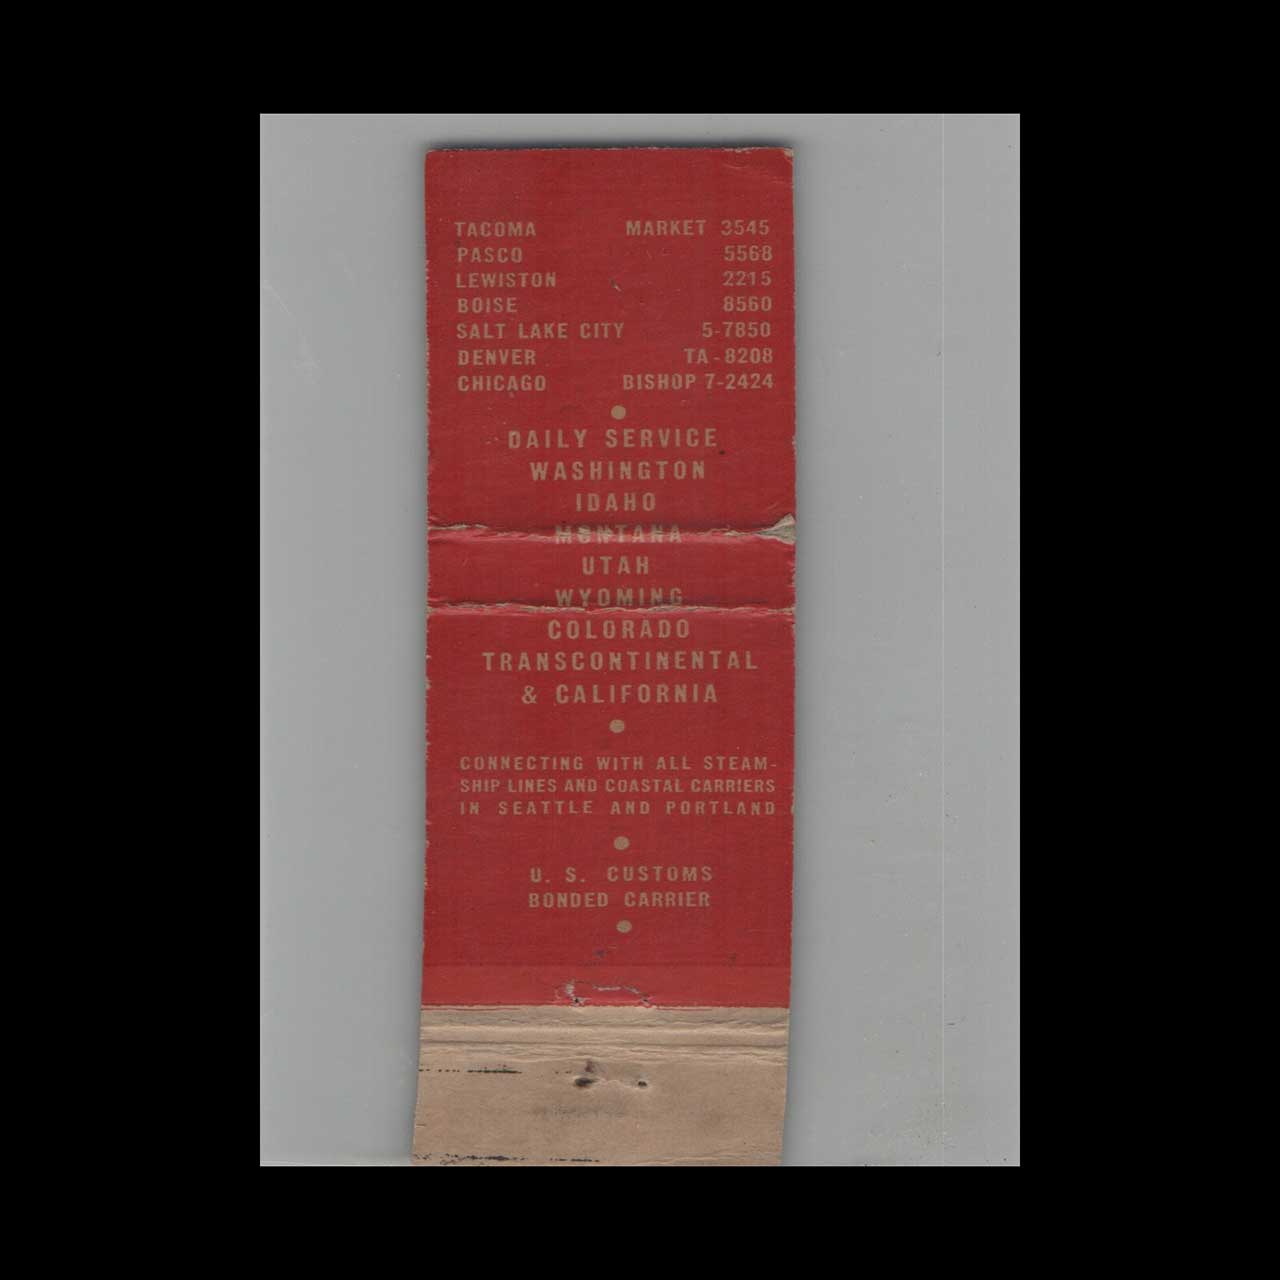 TACOMA MARKET 3545
PASCO 5568
LEWISTON 2215
BOISE 8560
SALT LAKE CITY 5-7850
DENVER TA-8208
CHICAGO BISHOP 7-2424
DAILY SERVICE
WASHINGTON
IDAHO
MONTANA
UTAH
WYOMING
COLORADO
TRANSCONTINENTAL
& CALIFORNIA
CONNECTING WITH ALL STEAM-
SHIP LINES AND COASTAL CARRIERS
IN SEATTLE AND PORTLAND
U. S. CUSTOMS
BONDED CARRIER